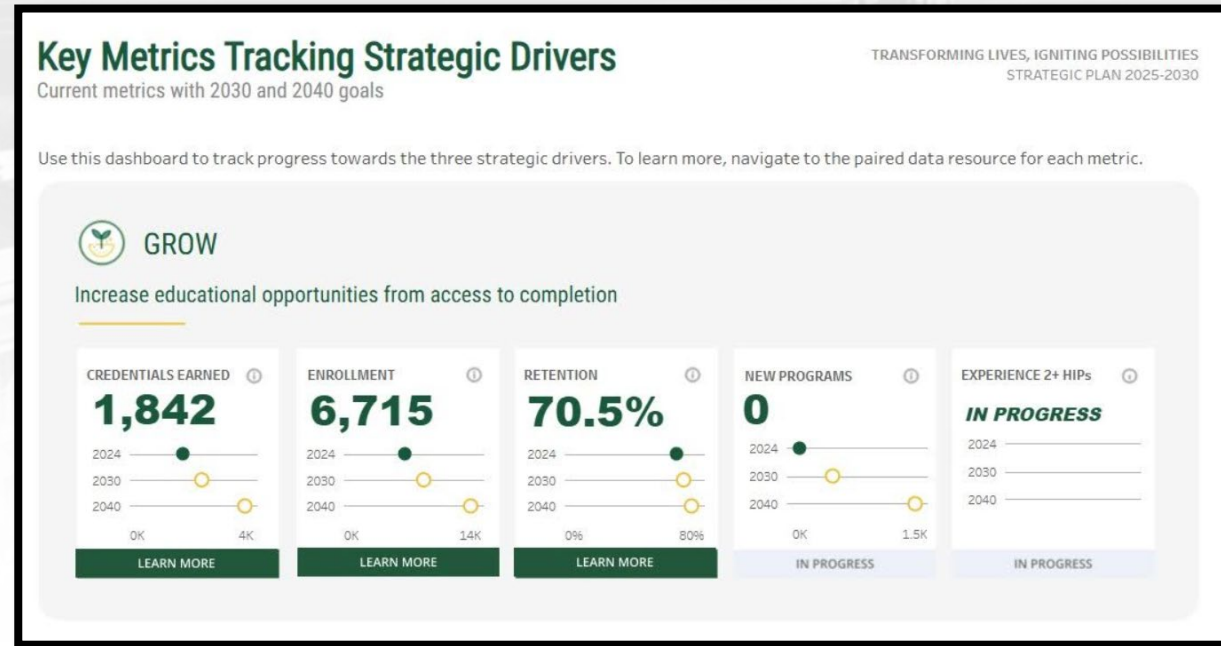 Key Metrics Tracking Strategic Drivers
Current metrics with 2030 and 2040 goals
TRANSFORMING LIVES, IGNITING POSSIBILITIES
STRATEGIC PLAN 2025-2030
Use this dashboard to track progress towards the three strategic drivers. To learn more, navigate to the paired data resource for each metric.
GROW
Increase educational opportunities from access to completion
CREDENTIALS EARNED
1,842
2024
2030
2040
0K 4K
LEARN MORE
ENROLLMENT
6,715
2024
2030
2040
0K 14K
LEARN MORE
RETENTION
70.5%
2024
2030
2040
0% 80%
LEARN MORE
NEW PROGRAMS
0
2024
2030
2040
0K 1.5K
IN PROGRESS
EXPERIENCE 2+ HIPs
IN PROGRESS
2024
2030
2040
IN PROGRESS